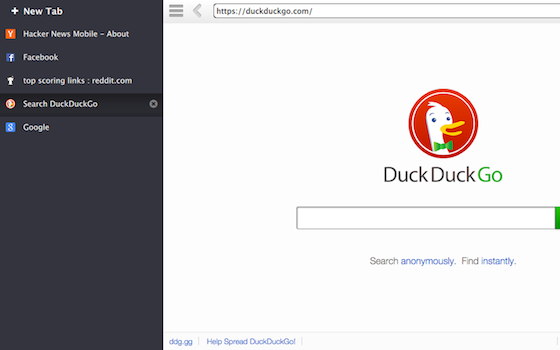 + New Tab
Hacker News Mobile – About
Facebook
top scoring links : reddit.com
Search DuckDuckGo
Google
https://duckduckgo.com/
DuckDuckGo
Search anonymously. Find instantly.
ddg.gg
Help Spread DuckDuckGo!